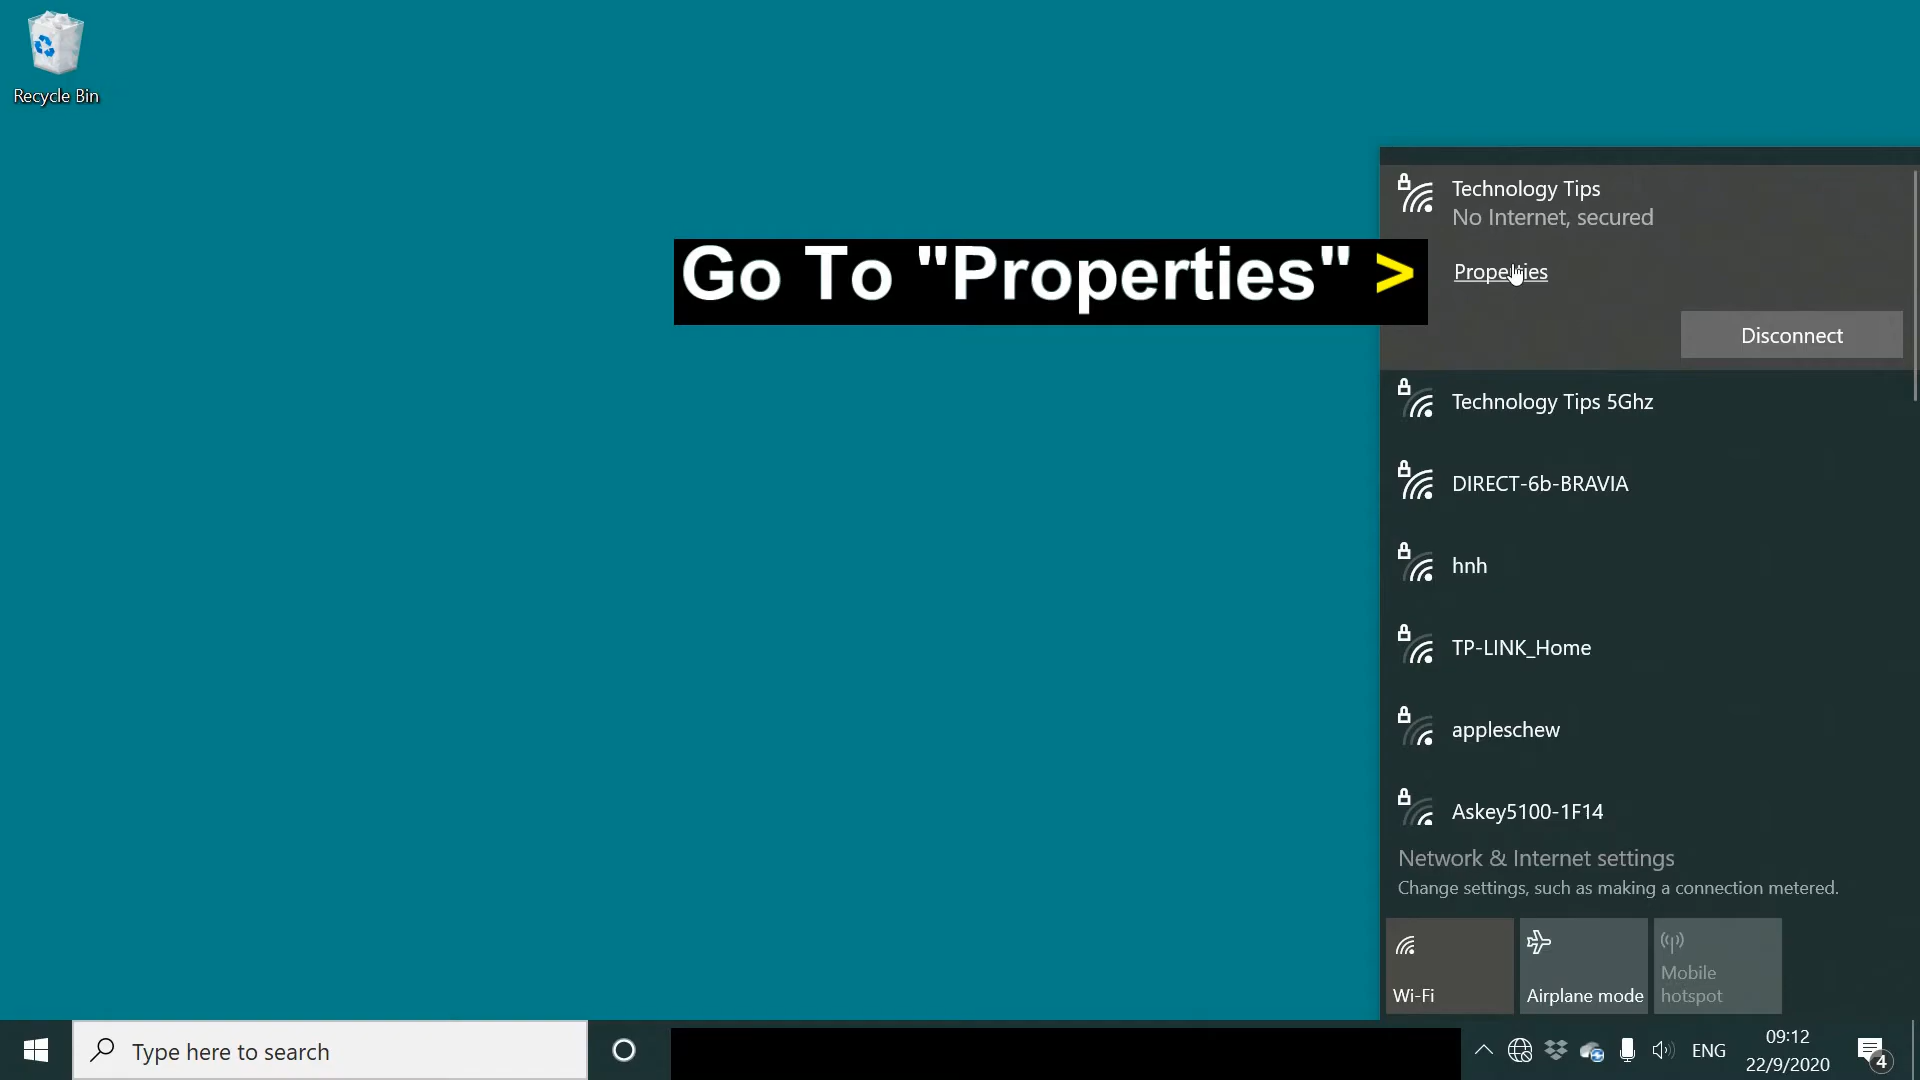 Recycle Bin
Technology Tips
No Internet, secured
Go To "Properties" >
Properties
Disconnect
Technology Tips 5Ghz
DIRECT-6b-BRAVIA
hnh
TP-LINK_Home
appleschew
Askey5100-1F14
Network & Internet settings
Change settings, such as making a connection metered.
Wi-Fi
Airplane mode
Mobile
hotspot
Type here to search
ENG
09:12
22/9/2020
4